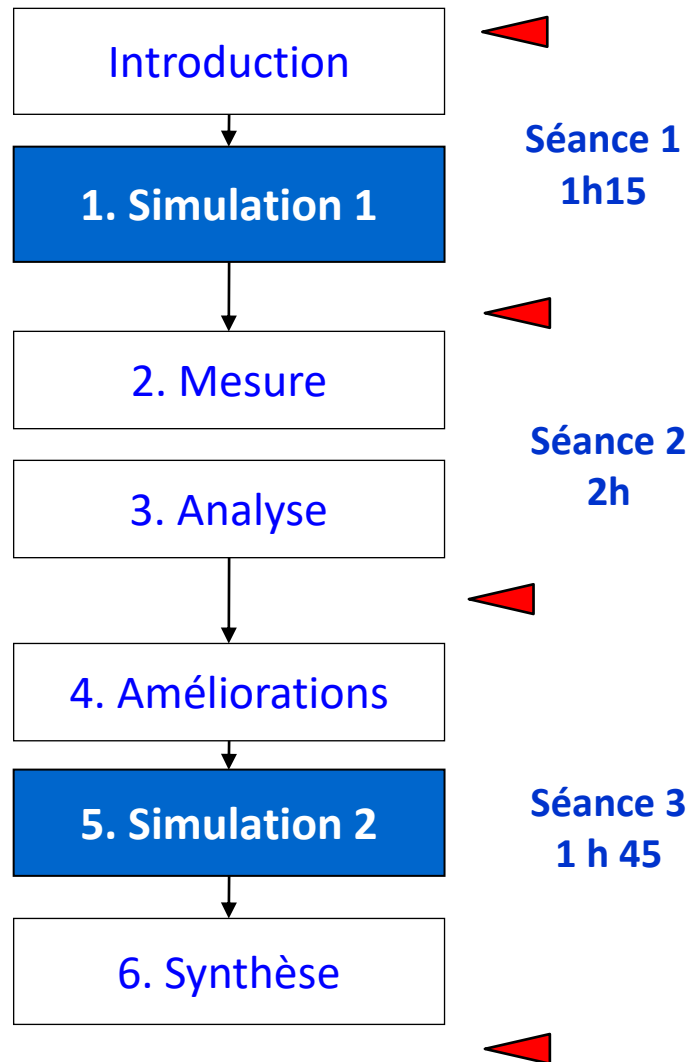 Introduction
Séance 1
1h15
1. Simulation 1
2. Mesure
Séance 2
2h
3. Analyse
4. Améliorations
Séance 3
1 h 45
5. Simulation 2
6. Synthèse